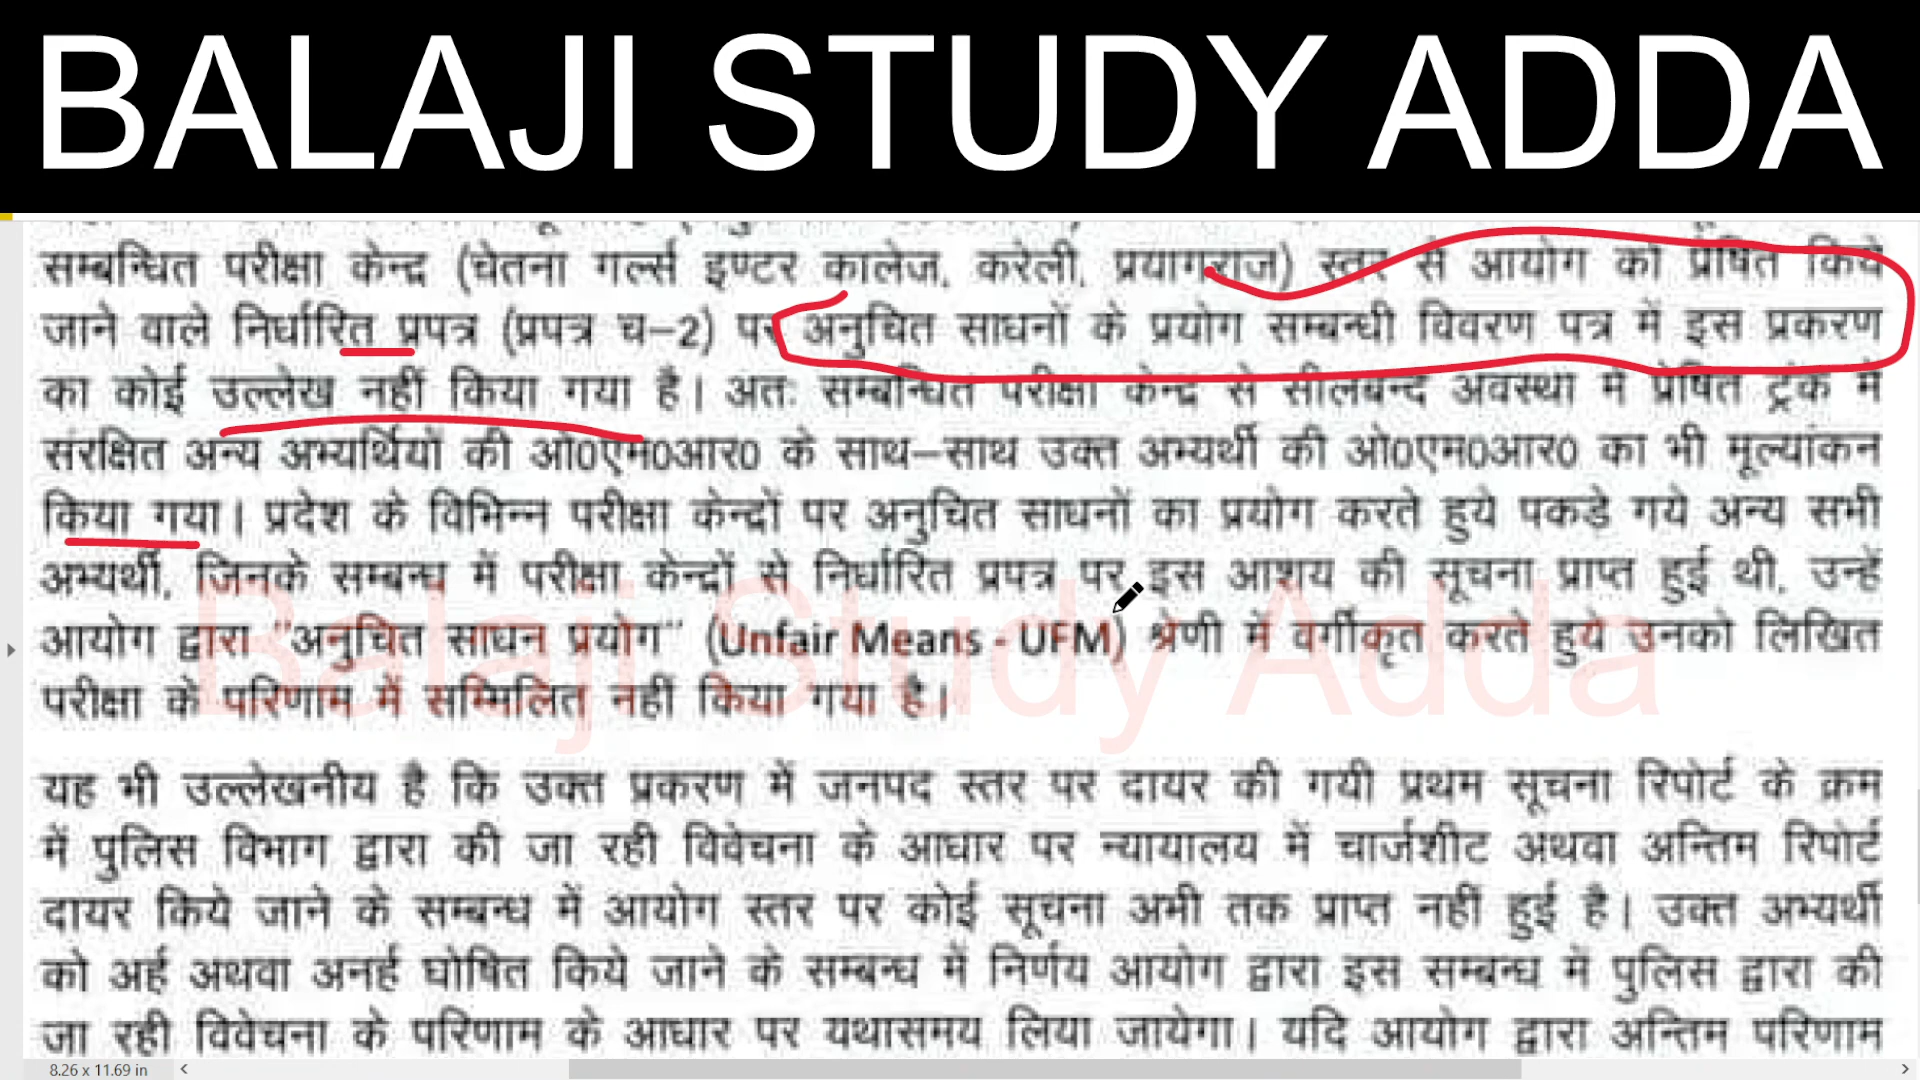 BALAJI STUDY ADDA
सम्बन्धित परीक्षा केन्द्र (चेतना गर्ल्स इण्टर कालेज, करेली, प्रयागराज) स्तर से आयोग को प्रेषित किये
जाने वाले निर्धारित प्रपत्र (प्रपत्र च–2) पर अनुचित साधनों के प्रयोग सम्बन्धी विवरण पत्र में इस प्रकरण
का कोई उल्लेख नहीं किया गया है। अतः सम्बन्धित परीक्षा केन्द्र से सीलबन्द अवस्था में प्रेषित ट्रंक में
संरक्षित अन्य अभ्यर्थियों की ओ0एम0आर0 के साथ–साथ उक्त अभ्यर्थी की ओ0एम0आर0 का भी मूल्यांकन
किया गया। प्रदेश के विभिन्न परीक्षा केन्द्रों पर अनुचित साधनों का प्रयोग करते हुये पकड़े गये अन्य सभी
अभ्यर्थी, जिनके सम्बन्ध में परीक्षा केन्द्रों से निर्धारित प्रपत्र पर इस आशय की सूचना प्राप्त हुई थी, उन्हें
आयोग द्वारा "अनुचित साधन प्रयोग" (Unfair Means - UFM) श्रेणी में वर्गीकृत करते हुये उनको लिखित
परीक्षा के परिणाम में सम्मिलित नहीं किया गया है।
Balaji Study Adda
यह भी उल्लेखनीय है कि उक्त प्रकरण में जनपद स्तर पर दायर की गयी प्रथम सूचना रिपोर्ट के क्रम
में पुलिस विभाग द्वारा की जा रही विवेचना के आधार पर न्यायालय में चार्जशीट अथवा अन्तिम रिपोर्ट
दायर किये जाने के सम्बन्ध में आयोग स्तर पर कोई सूचना अभी तक प्राप्त नहीं हुई है। उक्त अभ्यर्थी
को अर्ह अथवा अनर्ह घोषित किये जाने के सम्बन्ध में निर्णय आयोग द्वारा इस सम्बन्ध में पुलिस द्वारा की
जा रही विवेचना के परिणाम के आधार पर यथासमय लिया जायेगा। यदि आयोग द्वारा अन्तिम परिणाम
8.26 x 11.69 in